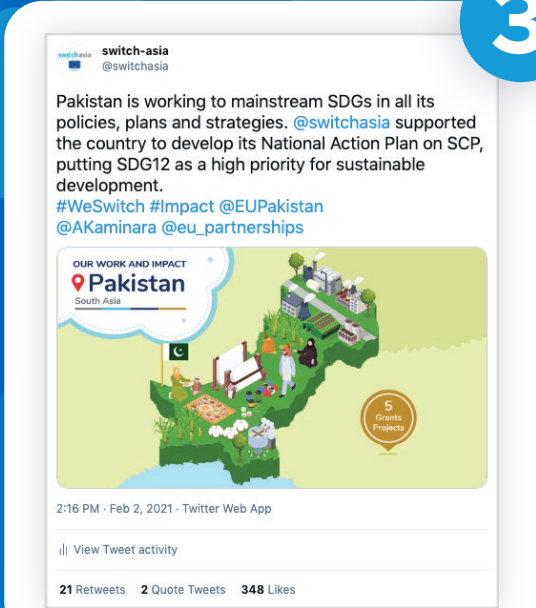 3
switchasia
switch-asia
@switchasia
Pakistan is working to mainstream SDGs in all its
policies, plans and strategies. @switchasia supported
the country to develop its National Action Plan on SCP,
putting SDG12 as a high priority for sustainable
development.
#WeSwitch #Impact @EUPakistan
@AKaminara @eu_partnerships
OUR WORK AND IMPACT
Pakistan
South Asia
5
Grants
Projects
2:16 PM · Feb 2, 2021 · Twitter Web App
View Tweet activity
21 Retweets 2 Quote Tweets 348 Likes